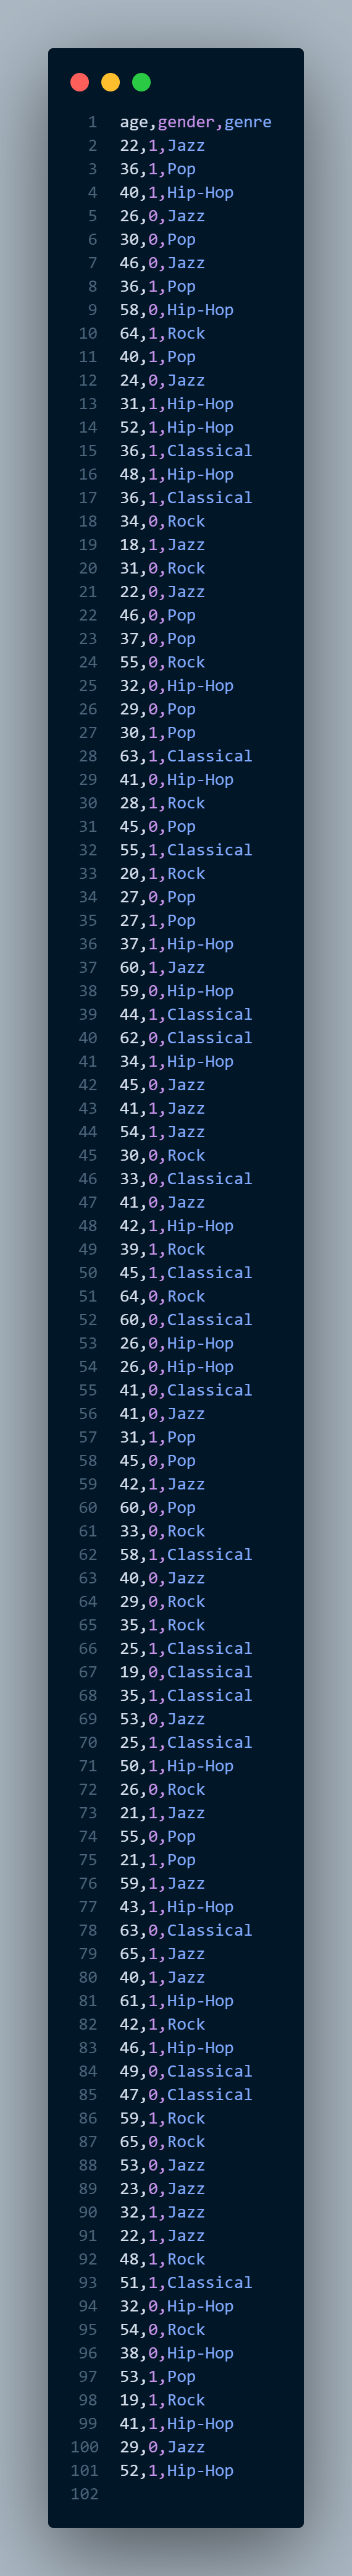 1 age,gender,genre
2 22,1,Jazz
3 36,1,Pop
4 40,1,Hip-Hop
5 26,0,Jazz
6 30,0,Pop
7 46,0,Jazz
8 36,1,Pop
9 58,0,Hip-Hop
10 64,1,Rock
11 40,1,Pop
12 24,0,Jazz
13 31,1,Hip-Hop
14 52,1,Hip-Hop
15 36,1,Classical
16 48,1,Hip-Hop
17 36,1,Classical
18 34,0,Rock
19 18,1,Jazz
20 31,0,Rock
21 22,0,Jazz
22 46,0,Pop
23 37,0,Pop
24 55,0,Rock
25 32,0,Hip-Hop
26 29,0,Pop
27 30,1,Pop
28 63,1,Classical
29 41,0,Hip-Hop
30 28,1,Rock
31 45,0,Pop
32 55,1,Classical
33 20,1,Rock
34 27,0,Pop
35 27,1,Pop
36 37,1,Hip-Hop
37 60,1,Jazz
38 59,0,Hip-Hop
39 44,1,Classical
40 62,0,Classical
41 34,1,Hip-Hop
42 45,0,Jazz
43 41,1,Jazz
44 54,1,Jazz
45 30,0,Rock
46 33,0,Classical
47 41,0,Jazz
48 42,1,Hip-Hop
49 39,1,Rock
50 45,1,Classical
51 64,0,Rock
52 60,0,Classical
53 26,0,Hip-Hop
54 26,0,Hip-Hop
55 41,0,Classical
56 41,0,Jazz
57 31,1,Pop
58 45,0,Pop
59 42,1,Jazz
60 60,0,Pop
61 33,0,Rock
62 58,1,Classical
63 40,0,Jazz
64 29,0,Rock
65 35,1,Rock
66 25,1,Classical
67 19,0,Classical
68 35,1,Classical
69 53,0,Jazz
70 25,1,Classical
71 50,1,Hip-Hop
72 26,0,Rock
73 21,1,Jazz
74 55,0,Pop
75 21,1,Pop
76 59,1,Jazz
77 43,1,Hip-Hop
78 63,0,Classical
79 65,1,Jazz
80 40,1,Jazz
81 61,1,Hip-Hop
82 42,1,Rock
83 46,1,Hip-Hop
84 49,0,Classical
85 47,0,Classical
86 59,1,Rock
87 65,0,Rock
88 53,0,Jazz
89 23,0,Jazz
90 32,1,Jazz
91 22,1,Jazz
92 48,1,Rock
93 51,1,Classical
94 32,0,Hip-Hop
95 54,0,Rock
96 38,0,Hip-Hop
97 53,1,Pop
98 19,1,Rock
99 41,1,Hip-Hop
100 29,0,Jazz
101 52,1,Hip-Hop
102